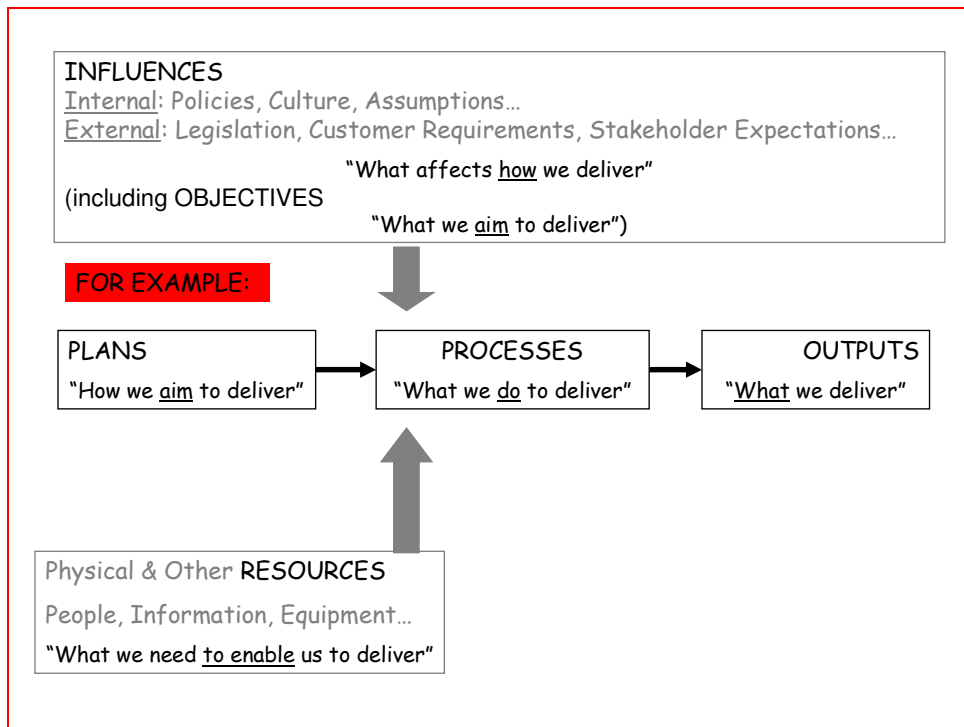 INFLUENCES
Internal: Policies, Culture, Assumptions…
External: Legislation, Customer Requirements, Stakeholder Expectations…
“What affects how we deliver”
(including OBJECTIVES
“What we aim to deliver”)
FOR EXAMPLE:
PLANS
“How we aim to deliver”
PROCESSES
“What we do to deliver”
OUTPUTS
“What we deliver”
Physical & Other RESOURCES
People, Information, Equipment…
“What we need to enable us to deliver”